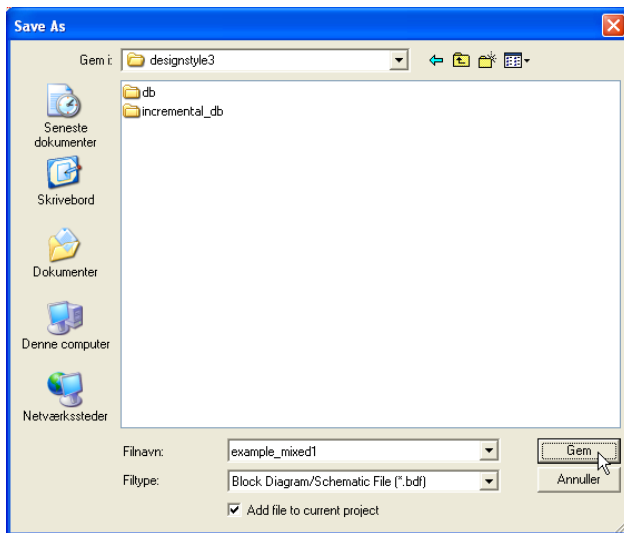 Save As
Gem i:
designstyle3
db
incremental_db
Seneste
dokumenter
Skrivebord
Dokumenter
Denne computer
Netværkssteder
Filnavn:
example_mixed1
Gem
Filtype:
Block Diagram/Schematic File (*.bdf)
Annuller
Add file to current project